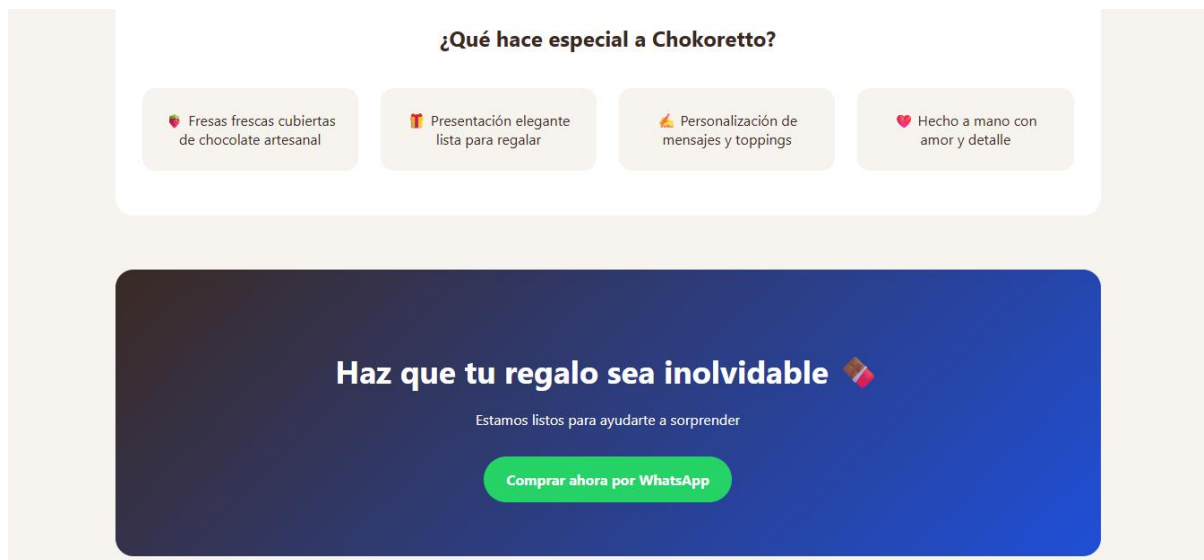 ¿Qué hace especial a Chokoretto?
🍓 Fresas frescas cubiertas
de chocolate artesanal
🎁 Presentación elegante
lista para regalar
✍️ Personalización de
mensajes y toppings
❤️ Hecho a mano con
amor y detalle
Haz que tu regalo sea inolvidable 🍫
Estamos listos para ayudarte a sorprender
Comprar ahora por WhatsApp